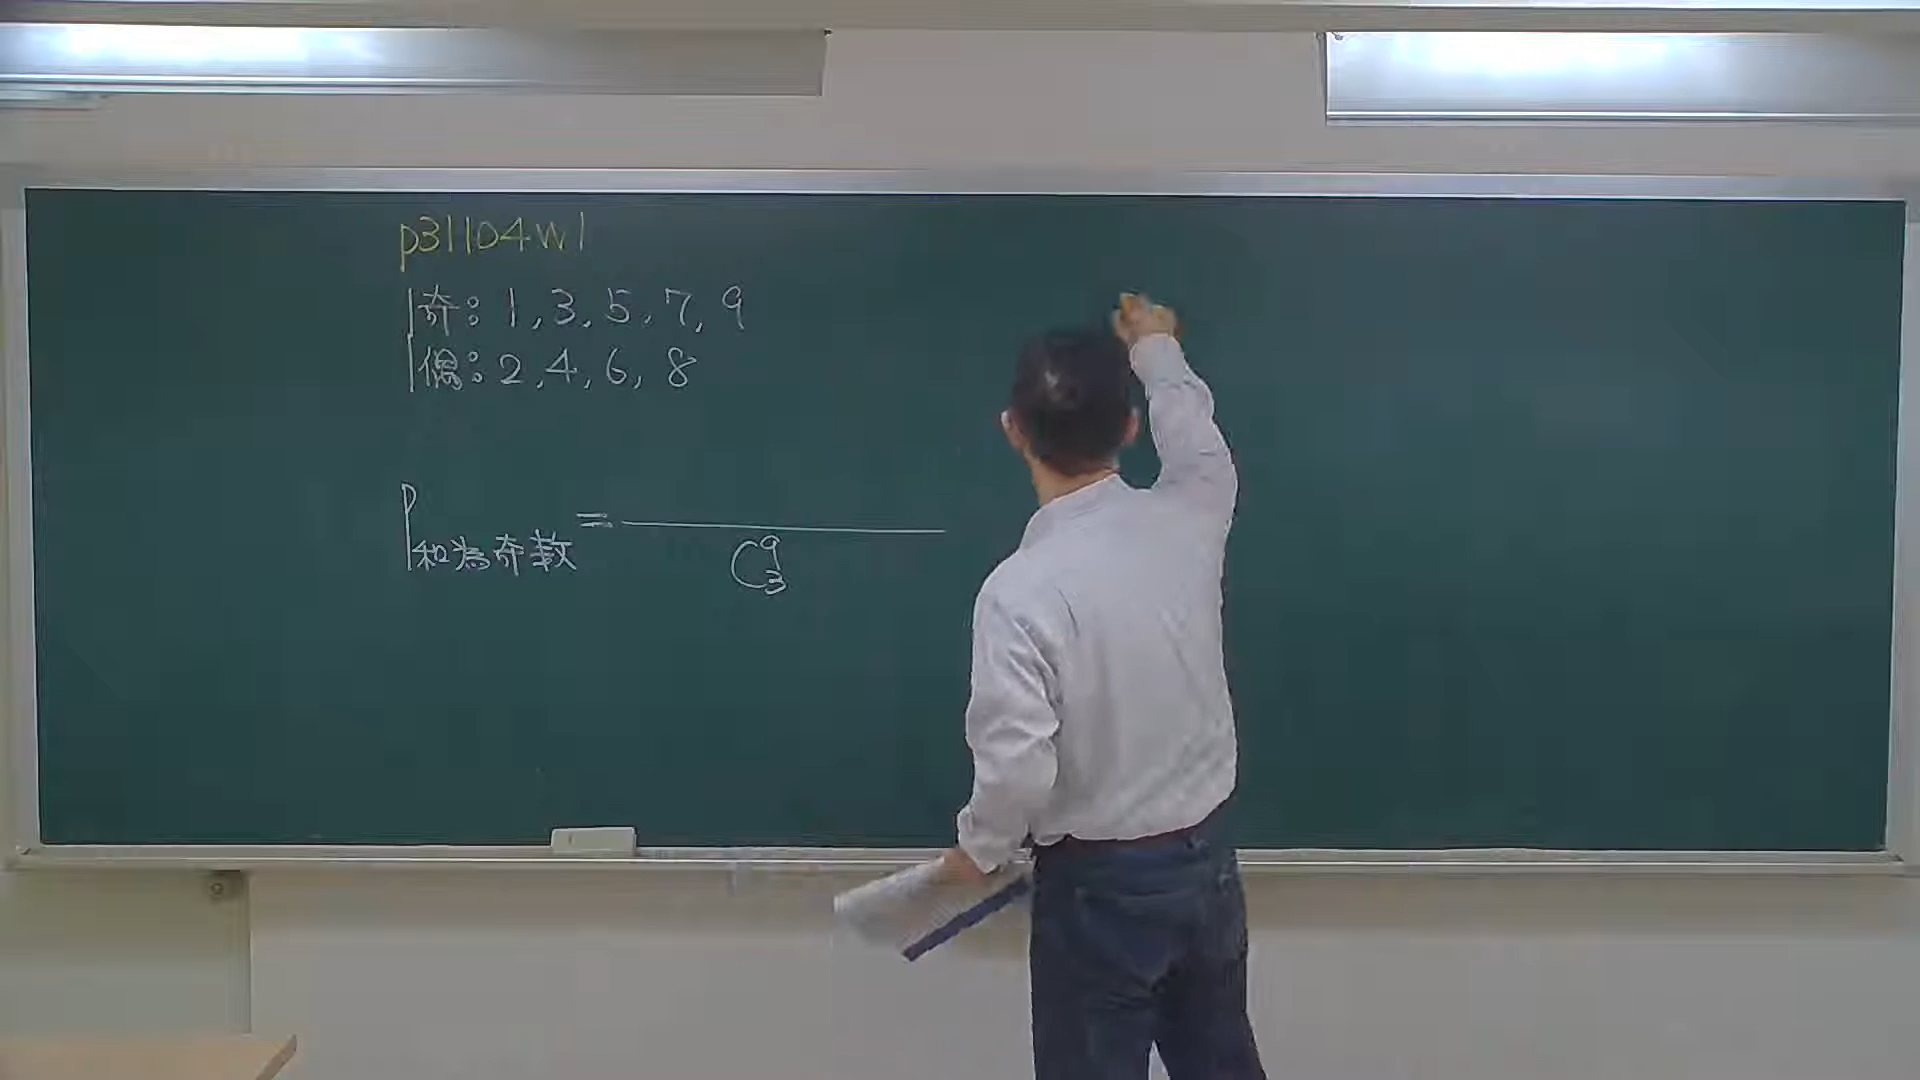 p31104w1
奇: 1, 3, 5, 7, 9
偶: 2, 4, 6, 8
P和為奇數 = ―
C⁹₃